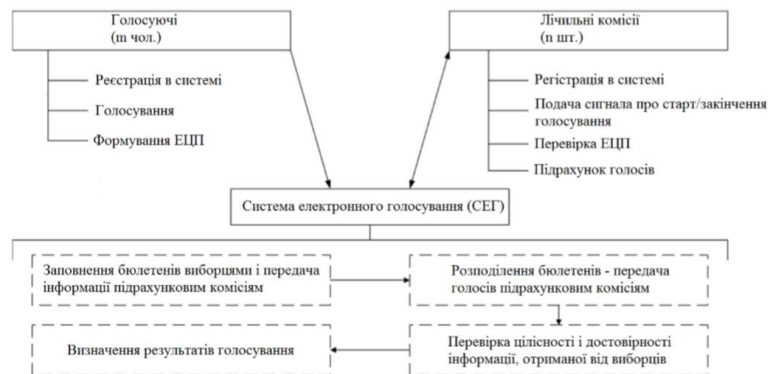 Голосуючі
(m чол.)
Реєстрація в системі
Голосування
Формування ЕЦП
Лічильні комісії
(n шт.)
Регістрація в системі
Подача сигнала про старт/закінчення
голосування
Перевірка ЕЦП
Підрахунок голосів
Система електронного голосування (СЕГ)
Заповнення бюлетенів виборцями і передача
інформації підрахунковим комісіям
Розподілення бюлетенів - передача
голосів підрахунковим комісіям
Перевірка цілісності і достовірності
інформації, отриманої від виборців
Визначення результатів голосування